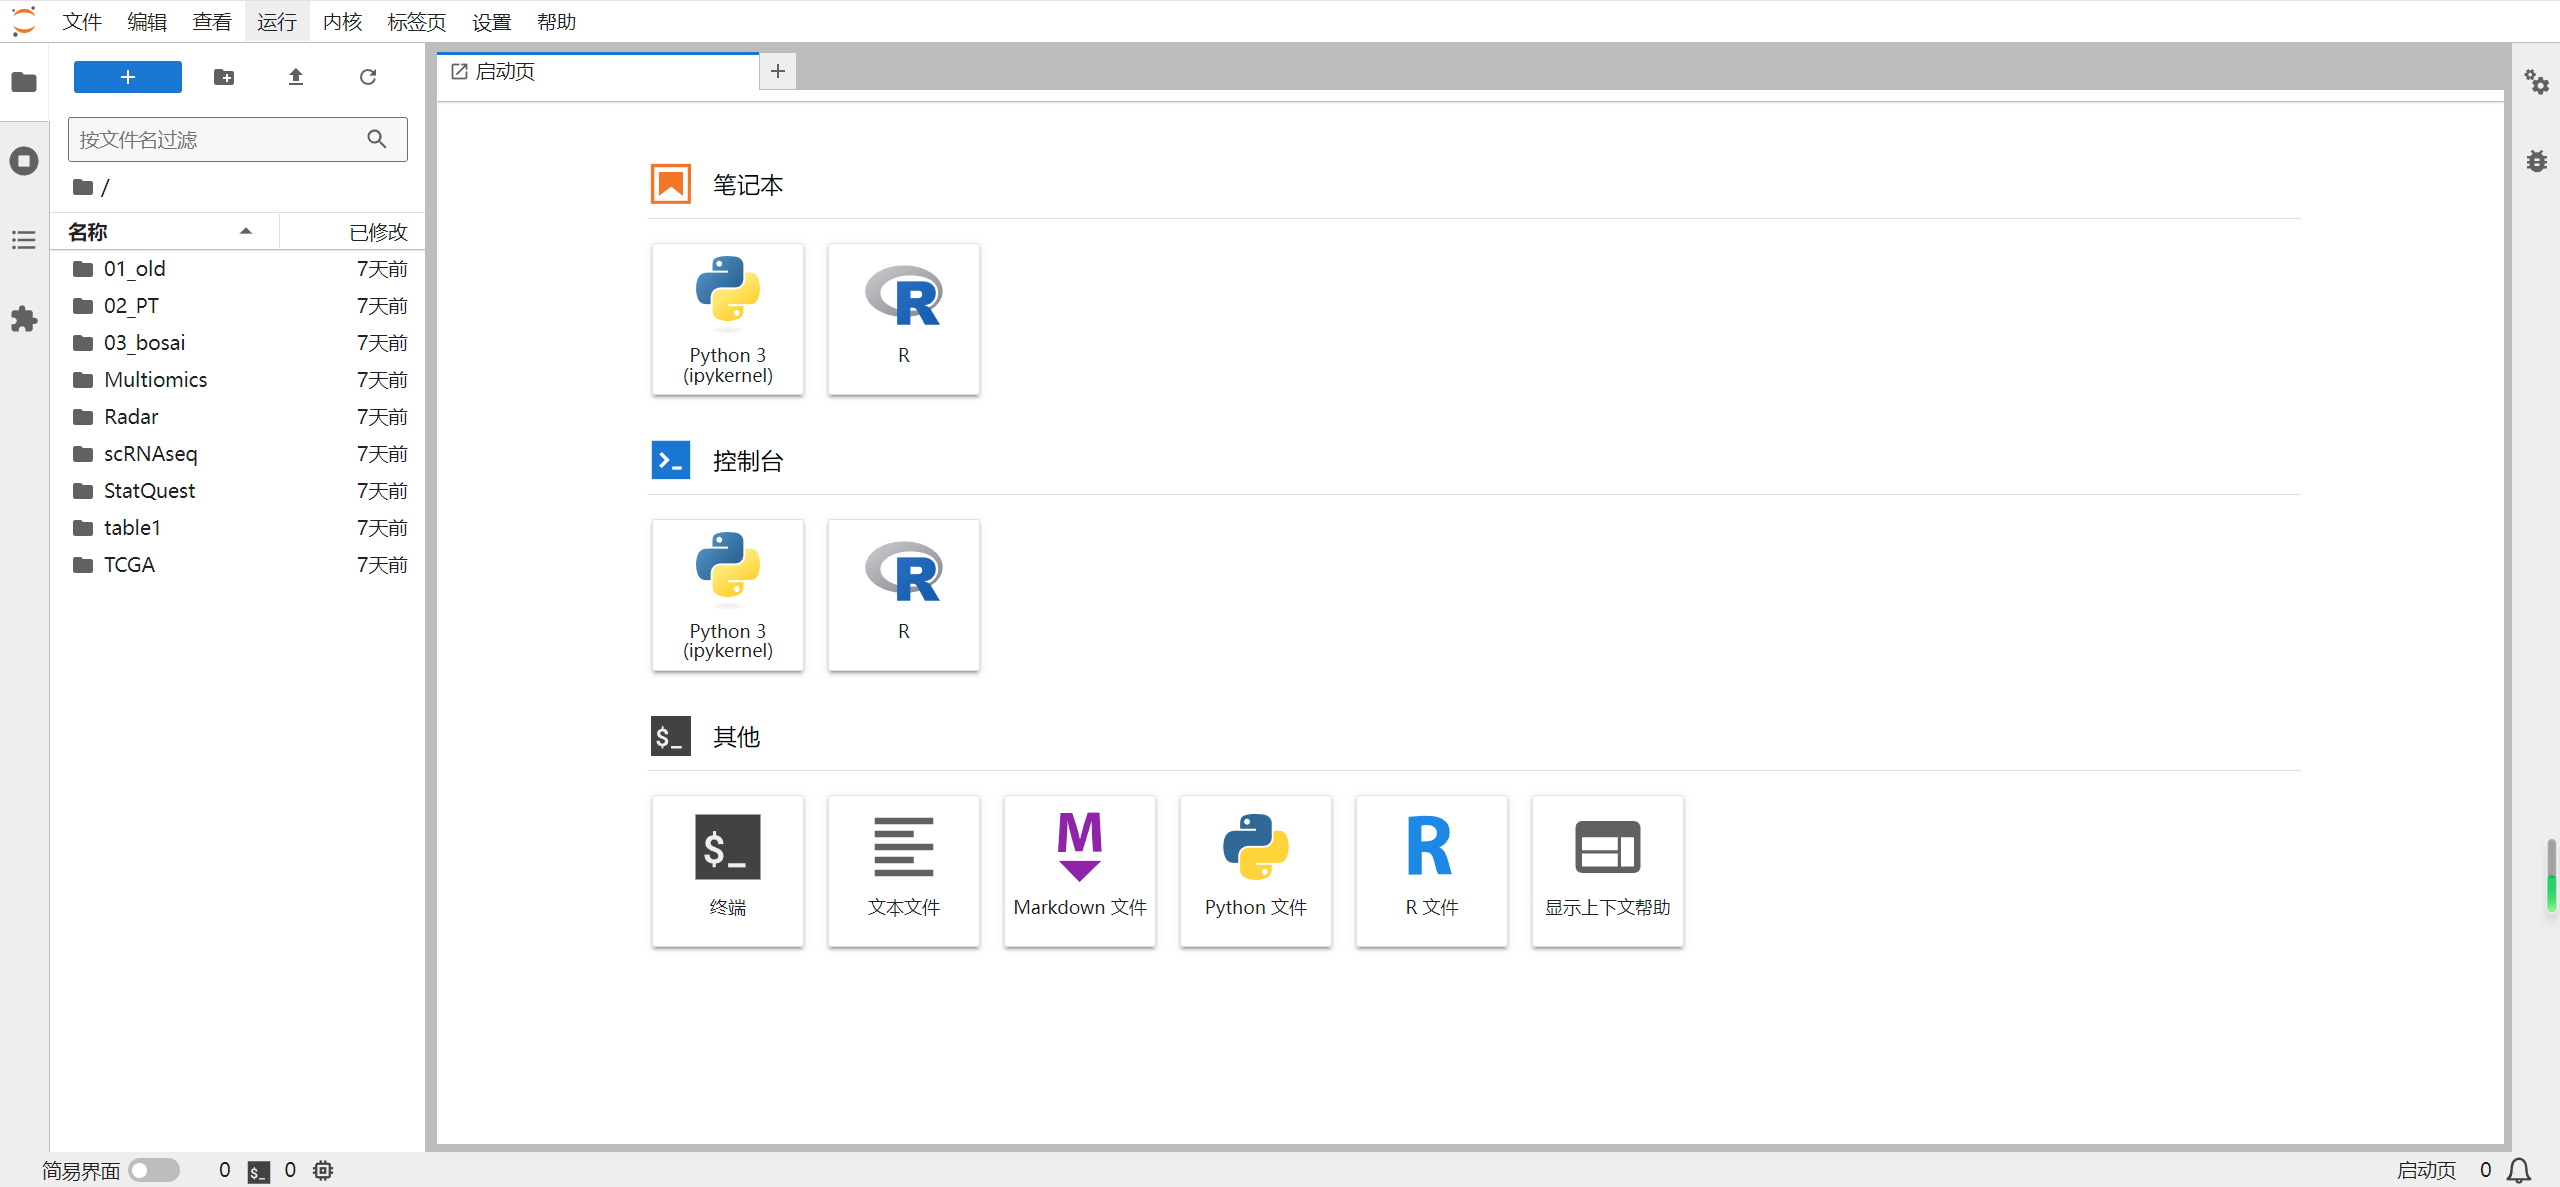 文件 编辑 查看 运行 内核 标签页 设置 帮助
启动页
按文件名过滤
/
名称 已修改
01_old 7天前
02_PT 7天前
03_bosai 7天前
Multiomics 7天前
Radar 7天前
scRNAseq 7天前
StatQuest 7天前
table1 7天前
TCGA 7天前
笔记本
Python 3
(ipykernel)
R
控制台
Python 3
(ipykernel)
R
$_ 其他
$_
终端
文本文件
Markdown 文件
Python 文件
R 文件
显示上下文帮助
简易界面 0 $_ 0 启动页 0